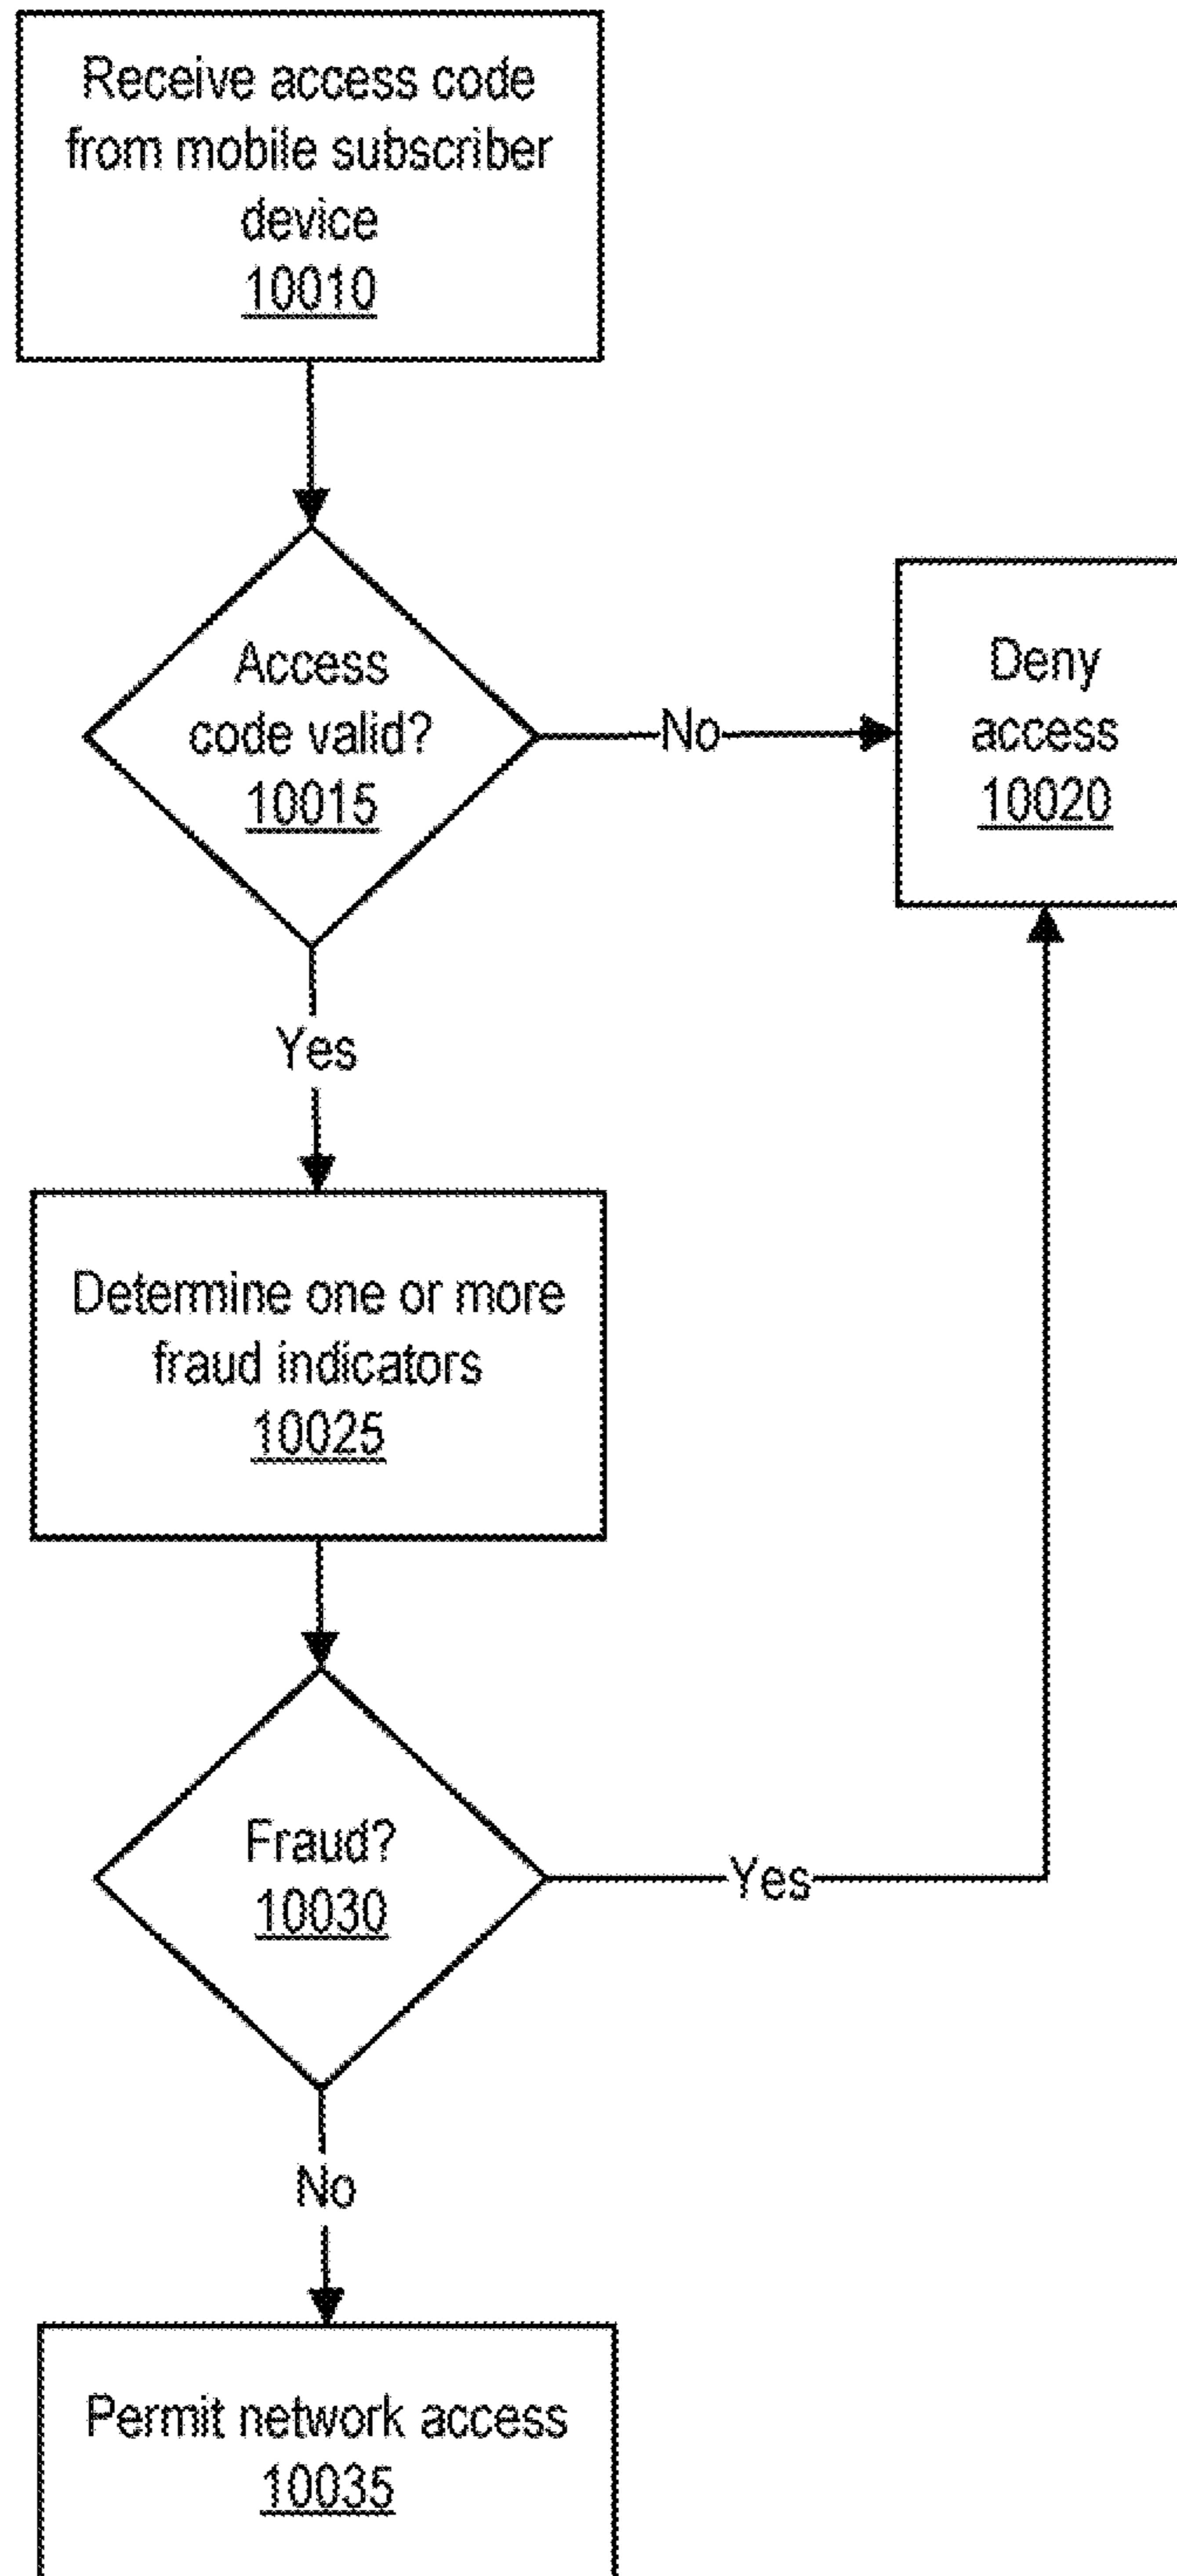 Receive access code
from mobile subscriber
device
10010
Access
code valid?
10015
No
Deny
access
10020
Yes
Determine one or more
fraud indicators
10025
Fraud?
10030
Yes
No
Permit network access
10035